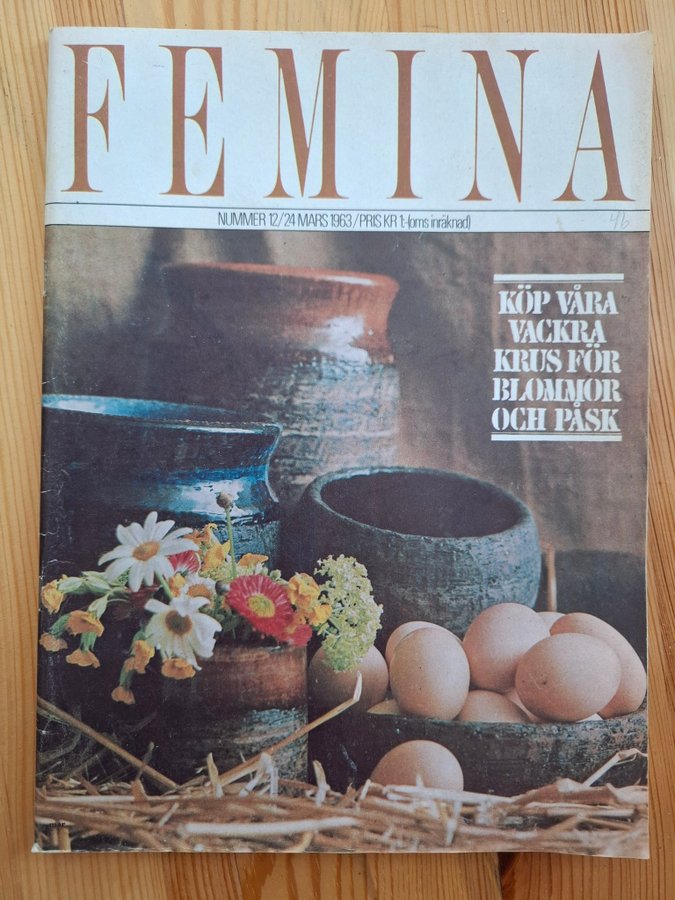 FEMINA
NUMMER 12/24 MARS 1963/PRIS KR 1:-(oms inräknad)
46
KÖP VÅRA
VACKRA
KRUS FÖR
BLOMMOR
OCH PÅSK